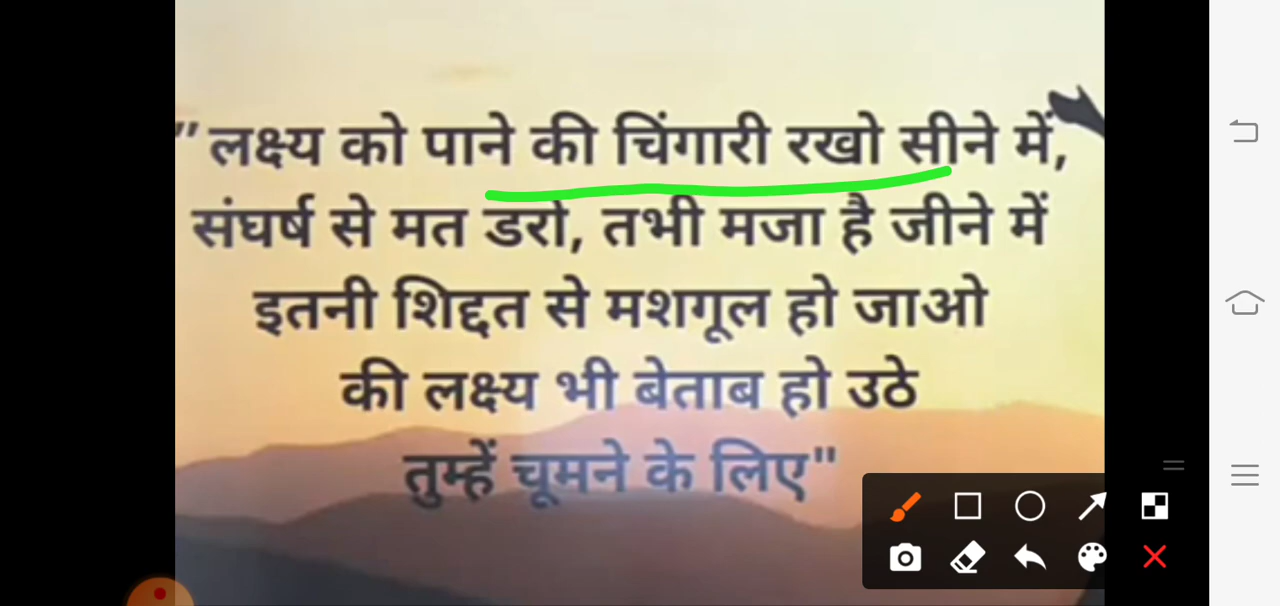 "लक्ष्य को पाने की चिंगारी रखो सीने में,
संघर्ष से मत डरो, तभी मजा है जीने में
इतनी शिद्दत से मशगूल हो जाओ
की लक्ष्य भी बेताब हो उठे
तुम्हें चूमने के लिए"